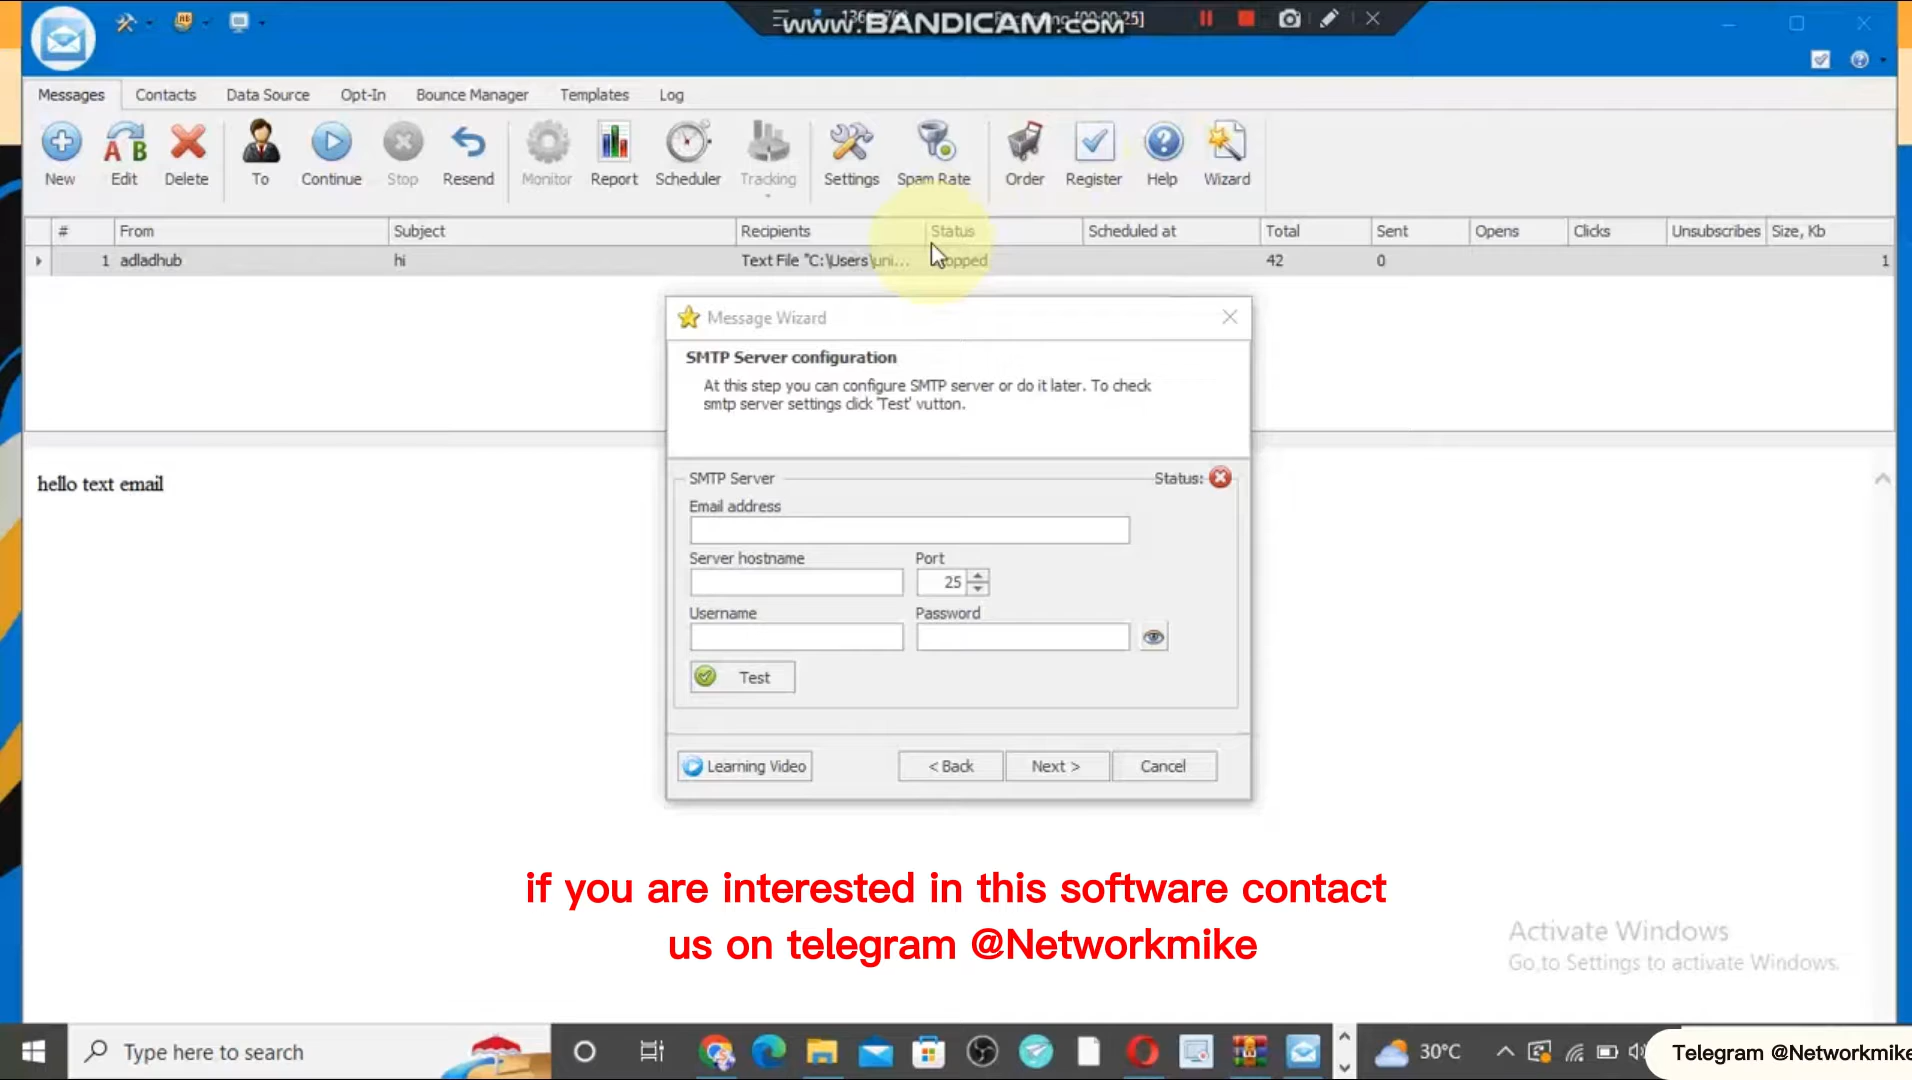 www.BANDICAM.com
Messages Contacts Data Source Opt-In Bounce Manager Templates Log
New Edit Delete To Continue Stop Resend Monitor Report Scheduler Tracking Settings Spam Rate Order Register Help Wizard
# From Subject Recipients Status Scheduled at Total Sent Opens Clicks Unsubscribes Size, Kb
1 adladhub hi Text File "C:\Users\uni... 42 0 1
Message Wizard
SMTP Server configuration
At this step you can configure SMTP server or do it later. To check
smtp server settings click 'Test' vutton.
hello text email
SMTP Server Status:
Email address
Server hostname Port
25
Username Password
Test
Learning Video < Back Next > Cancel
if you are interested in this software contact
us on telegram @Networkmike
Activate Windows
Go to Settings to activate Windows.
Type here to search
30°C
Telegram @Networkmike